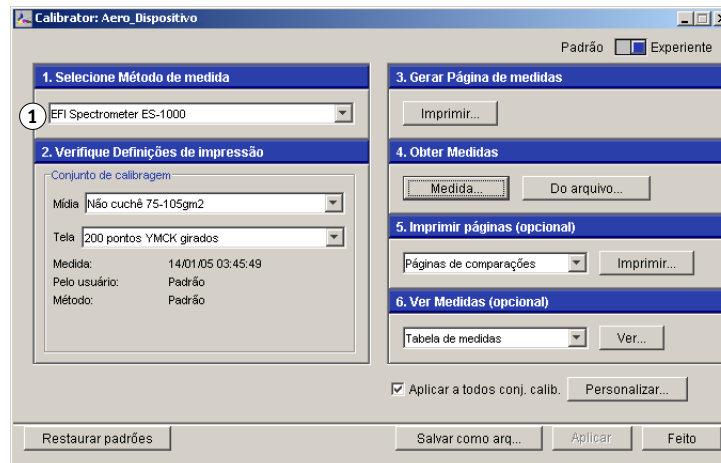 Calibrator: Aero_Dispositivo
Padrão Experiente
1. Selecione Método de medida
1
EFI Spectrometer ES-1000
2. Verifique Definições de impressão
Conjunto de calibragem
Mídia Não cuchê 75-105gm2
Tela 200 pontos YMCK girados
Medida: 14/01/05 03:45:49
Pelo usuário: Padrão
Método: Padrão
3. Gerar Página de medidas
Imprimir...
4. Obter Medidas
Medida... Do arquivo...
5. Imprimir páginas (opcional)
Páginas de comparações Imprimir...
6. Ver Medidas (opcional)
Tabela de medidas Ver...
Aplicar a todos conj. calib. Personalizar...
Restaurar padrões Salvar como arq... Aplicar Feito